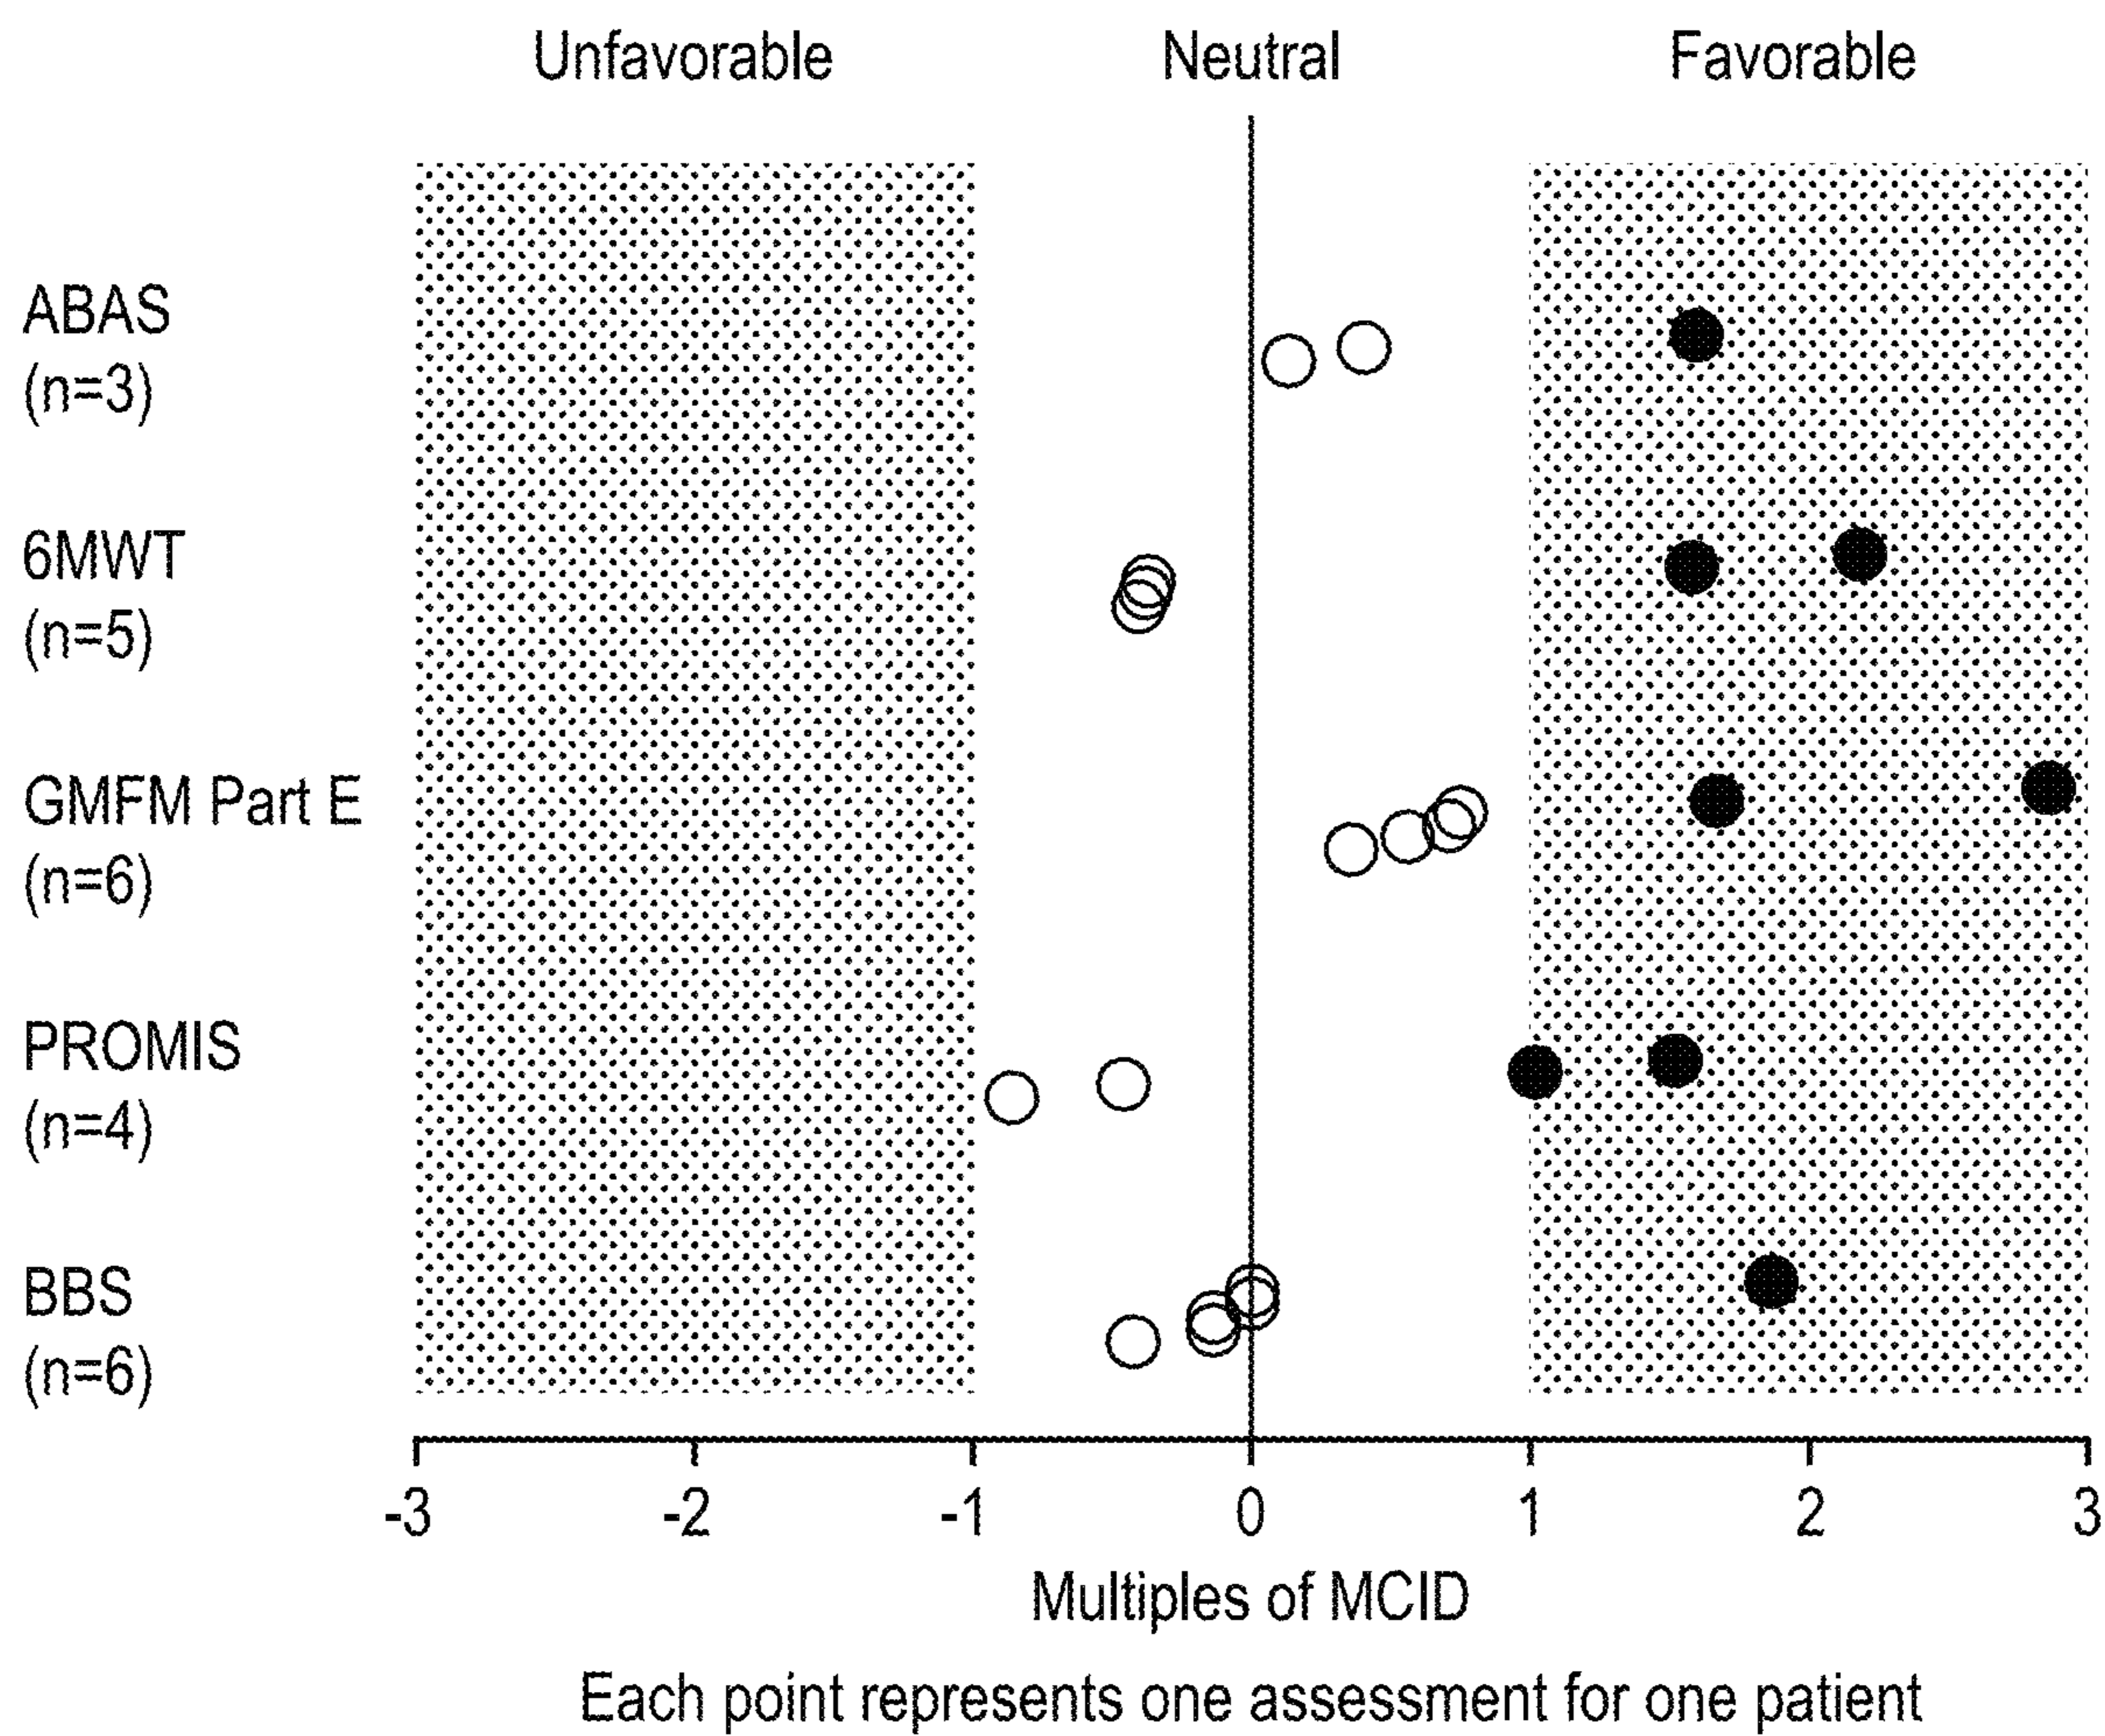 Unfavorable Neutral Favorable
ABAS
(n=3)
6MWT
(n=5)
GMFM Part E
(n=6)
PROMIS
(n=4)
BBS
(n=6)
-3 -2 -1 0 1 2 3
Multiples of MCID
Each point represents one assessment for one patient